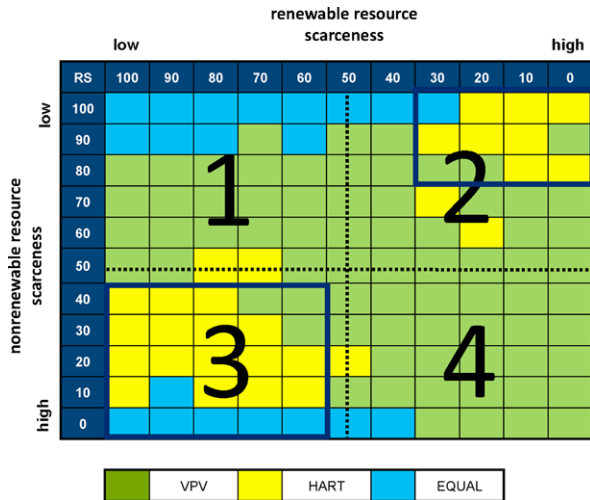 renewable resource
scarceness
low
high
RS 100 90 80 70 60 50 40 30 20 10 0
low
nonrenewable resource
scarceness
high
100
90
80
70
60
50
40
30
20
10
0
1
2
3
4
VPV HART EQUAL